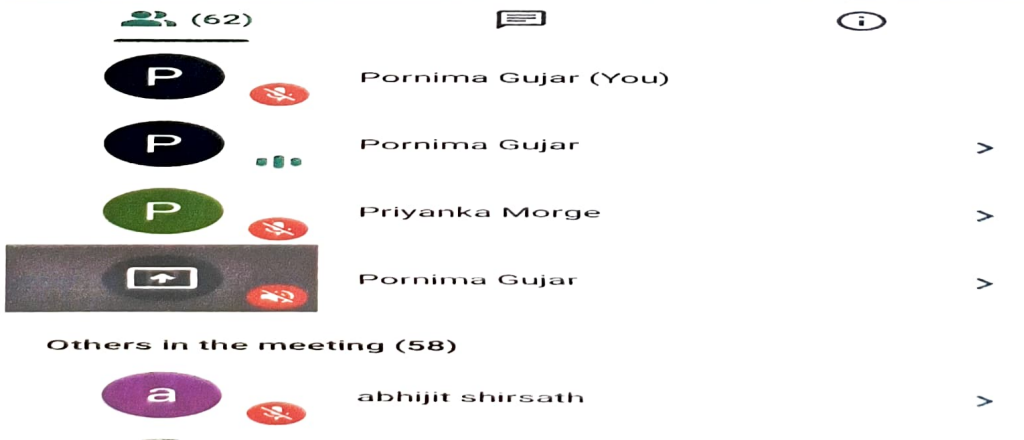 (62)
P Pornima Gujar (You)
P Pornima Gujar
P Priyanka Morge
Pornima Gujar
Others in the meeting (58)
a abhijit shirsath